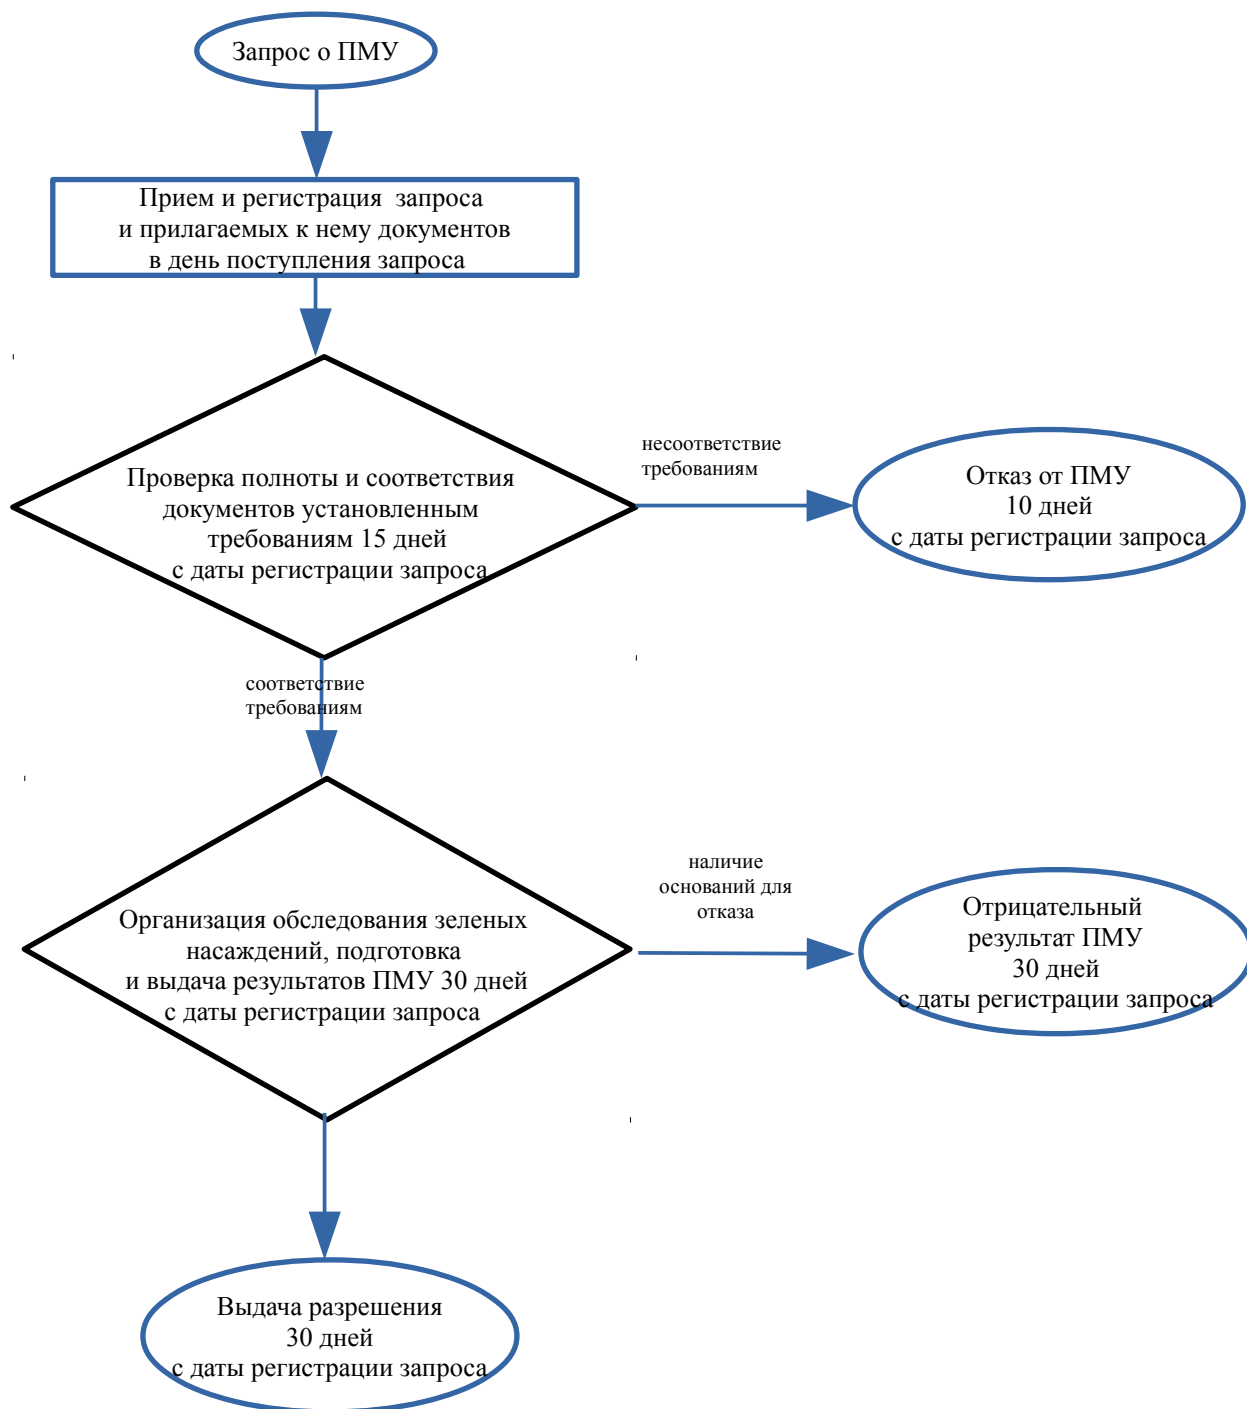 Запрос о ПМУ
Прием и регистрация запроса
и прилагаемых к нему документов
в день поступления запроса
Проверка полноты и соответствия
документов установленным
требованиям 15 дней
с даты регистрации запроса
несоответствие
требованиям
Отказ от ПМУ
10 дней
с даты регистрации запроса
соответствие
требованиям
Организация обследования зеленых
насаждений, подготовка
и выдача результатов ПМУ 30 дней
с даты регистрации запроса
наличие
оснований для
отказа
Отрицательный
результат ПМУ
30 дней
с даты регистрации запроса
Выдача разрешения
30 дней
с даты регистрации запроса